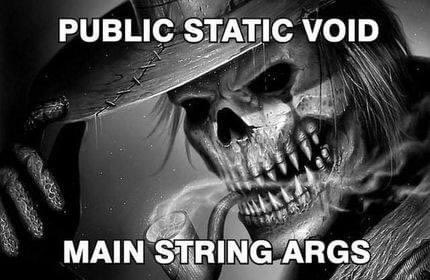 PUBLIC STATIC VOID
MAIN STRING ARGS